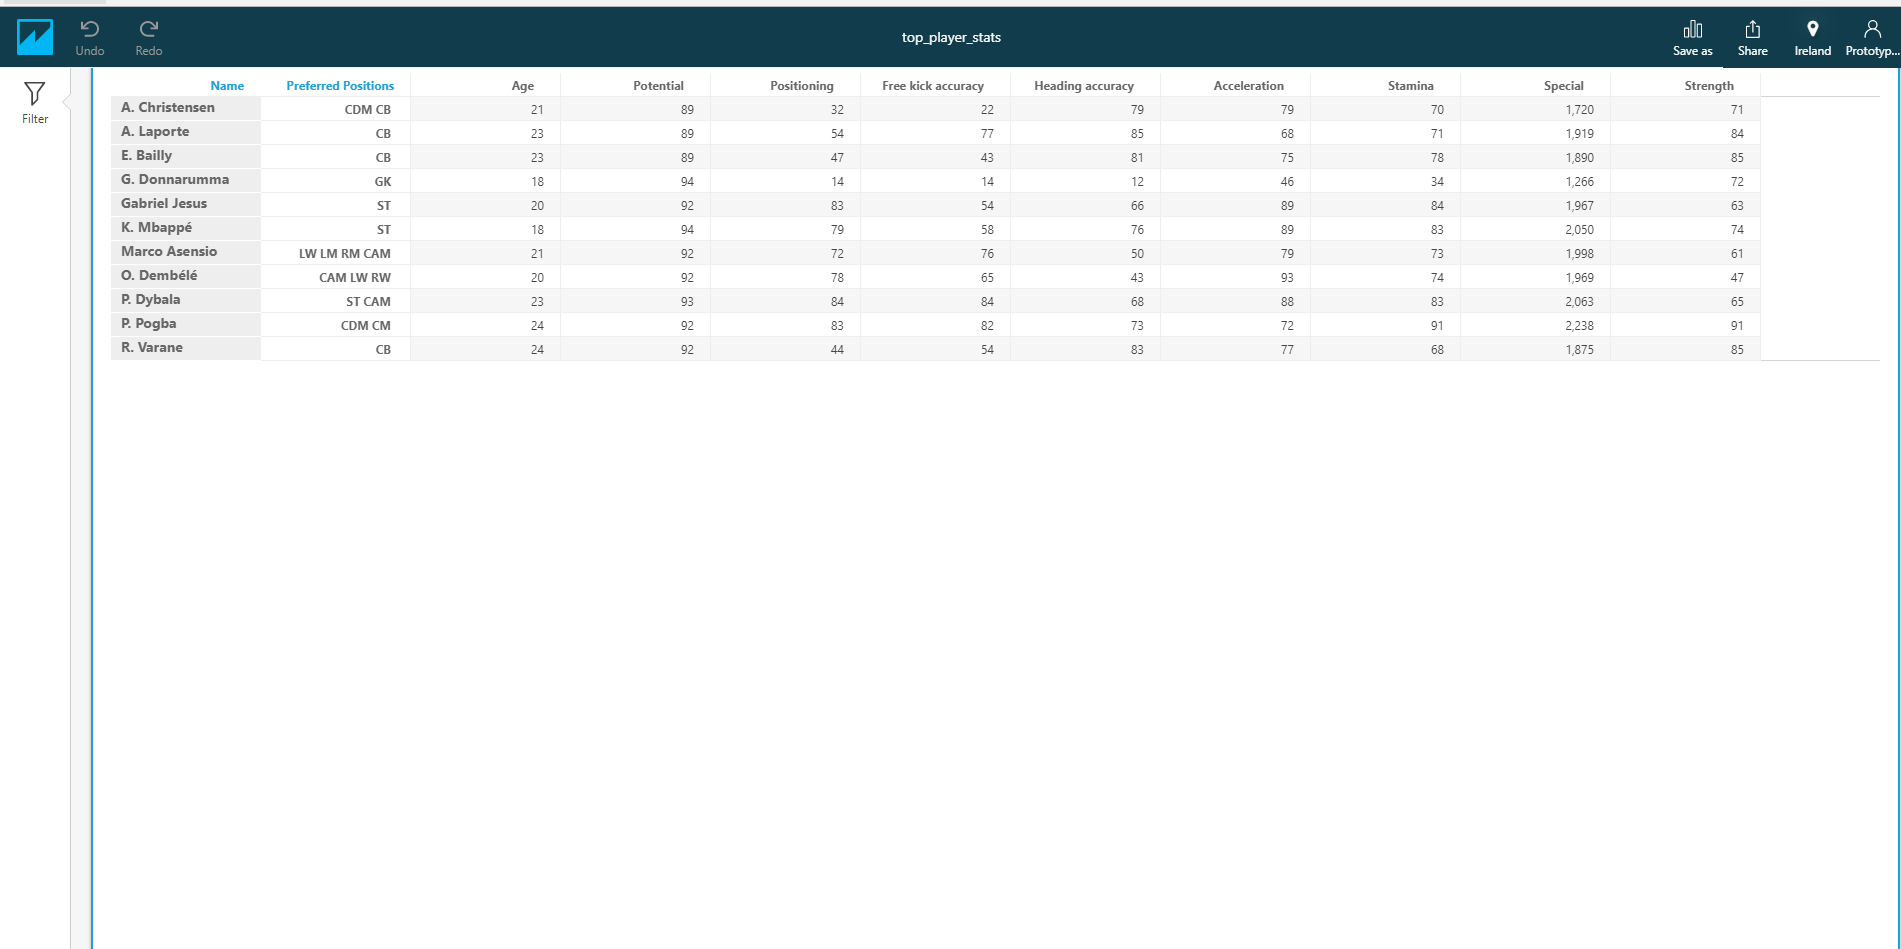 Undo Redo top_player_stats Save as Share Ireland Prototyp...
Filter
Name Preferred Positions Age Potential Positioning Free kick accuracy Heading accuracy Acceleration Stamina Special Strength
A. Christensen CDM CB 21 89 32 22 79 79 70 1,720 71
A. Laporte CB 23 89 54 77 85 68 71 1,919 84
E. Bailly CB 23 89 47 43 81 75 78 1,890 85
G. Donnarumma GK 18 94 14 14 12 46 34 1,266 72
Gabriel Jesus ST 20 92 83 54 66 89 84 1,967 63
K. Mbappé ST 18 94 79 58 76 89 83 2,050 74
Marco Asensio LW LM RM CAM 21 92 72 76 50 79 73 1,998 61
O. Dembélé CAM LW RW 20 92 78 65 43 93 74 1,969 47
P. Dybala ST CAM 23 93 84 84 68 88 83 2,063 65
P. Pogba CDM CM 24 92 83 82 73 72 91 2,238 91
R. Varane CB 24 92 44 54 83 77 68 1,875 85